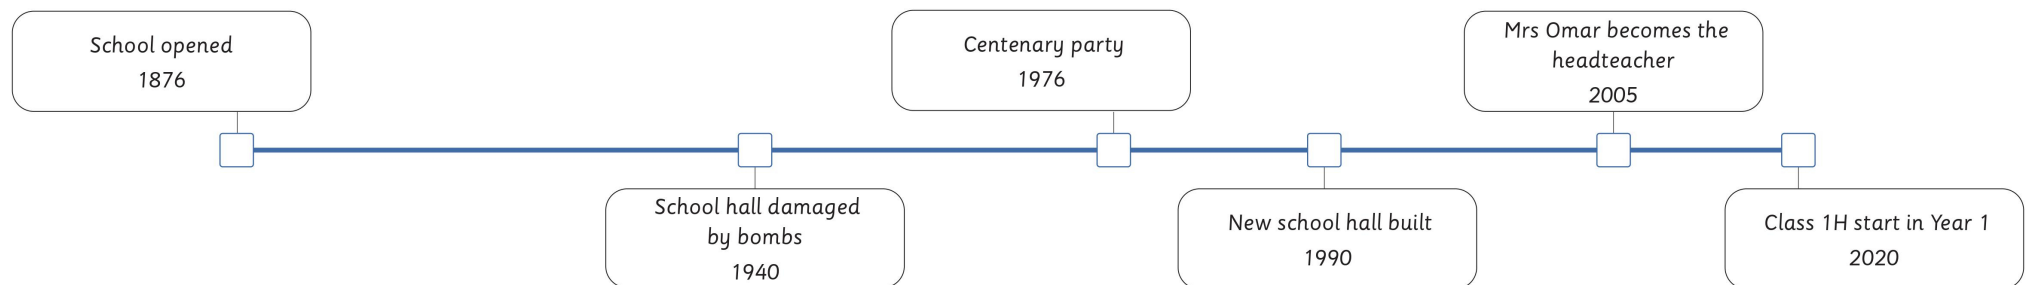 School opened
1876
School hall damaged
by bombs
1940
Centenary party
1976
New school hall built
1990
Mrs Omar becomes the
headteacher
2005
Class 1H start in Year 1
2020